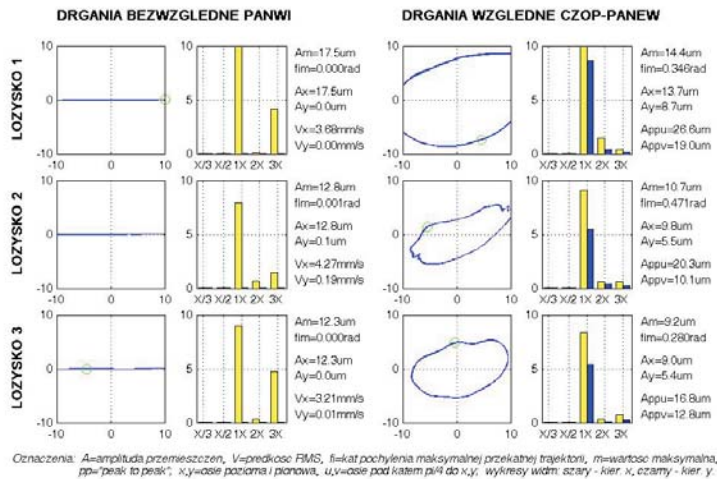 DRGANIA BEZWZGLEDNE PANWI
DRGANIA WZGLEDNE CZOP-PANEW
LOZYSKO 1
10
0
-10
-10 0 10
10
5
0
X/3 X/2 1X 2X 3X
Am=17.5um
fim=0.000rad
Ax=17.5um
Ay=0.0um
Vx=3.68mm/s
Vy=0.00mm/s
10
0
-10
-10 0 10
10
5
0
X/3 X/2 1X 2X 3X
Am=14.4um
fim=0.346rad
Ax=13.7um
Ay=8.7um
Appu=26.6um
Appv=19.0um
LOZYSKO 2
10
0
-10
-10 0 10
10
5
0
X/3 X/2 1X 2X 3X
Am=12.8um
fim=0.001rad
Ax=12.8um
Ay=0.1um
Vx=4.27mm/s
Vy=0.19mm/s
10
0
-10
-10 0 10
10
5
0
X/3 X/2 1X 2X 3X
Am=10.7um
fim=0.471rad
Ax=9.8um
Ay=5.5um
Appu=20.3um
Appv=10.1um
LOZYSKO 3
10
0
-10
-10 0 10
10
5
0
X/3 X/2 1X 2X 3X
Am=12.3um
fim=0.000rad
Ax=12.3um
Ay=0.0um
Vx=3.21mm/s
Vy=0.01mm/s
10
0
-10
-10 0 10
10
5
0
X/3 X/2 1X 2X 3X
Am=9.2um
fim=0.280rad
Ax=9.0um
Ay=5.4um
Appu=16.8um
Appv=12.8um
Oznaczenia: A=amplituda przemieszczen, V=predkosc RMS, fi=kat pochylenia maksymalnej przekatnej trajektorii, m=wartosc maksymalna,
pp="peak to peak"; x,y=osie pozioma i pionowa, u,v=osie pod katem pi/4 do x,y; wykresy widm: szary - kier. x, czarny - kier. y.